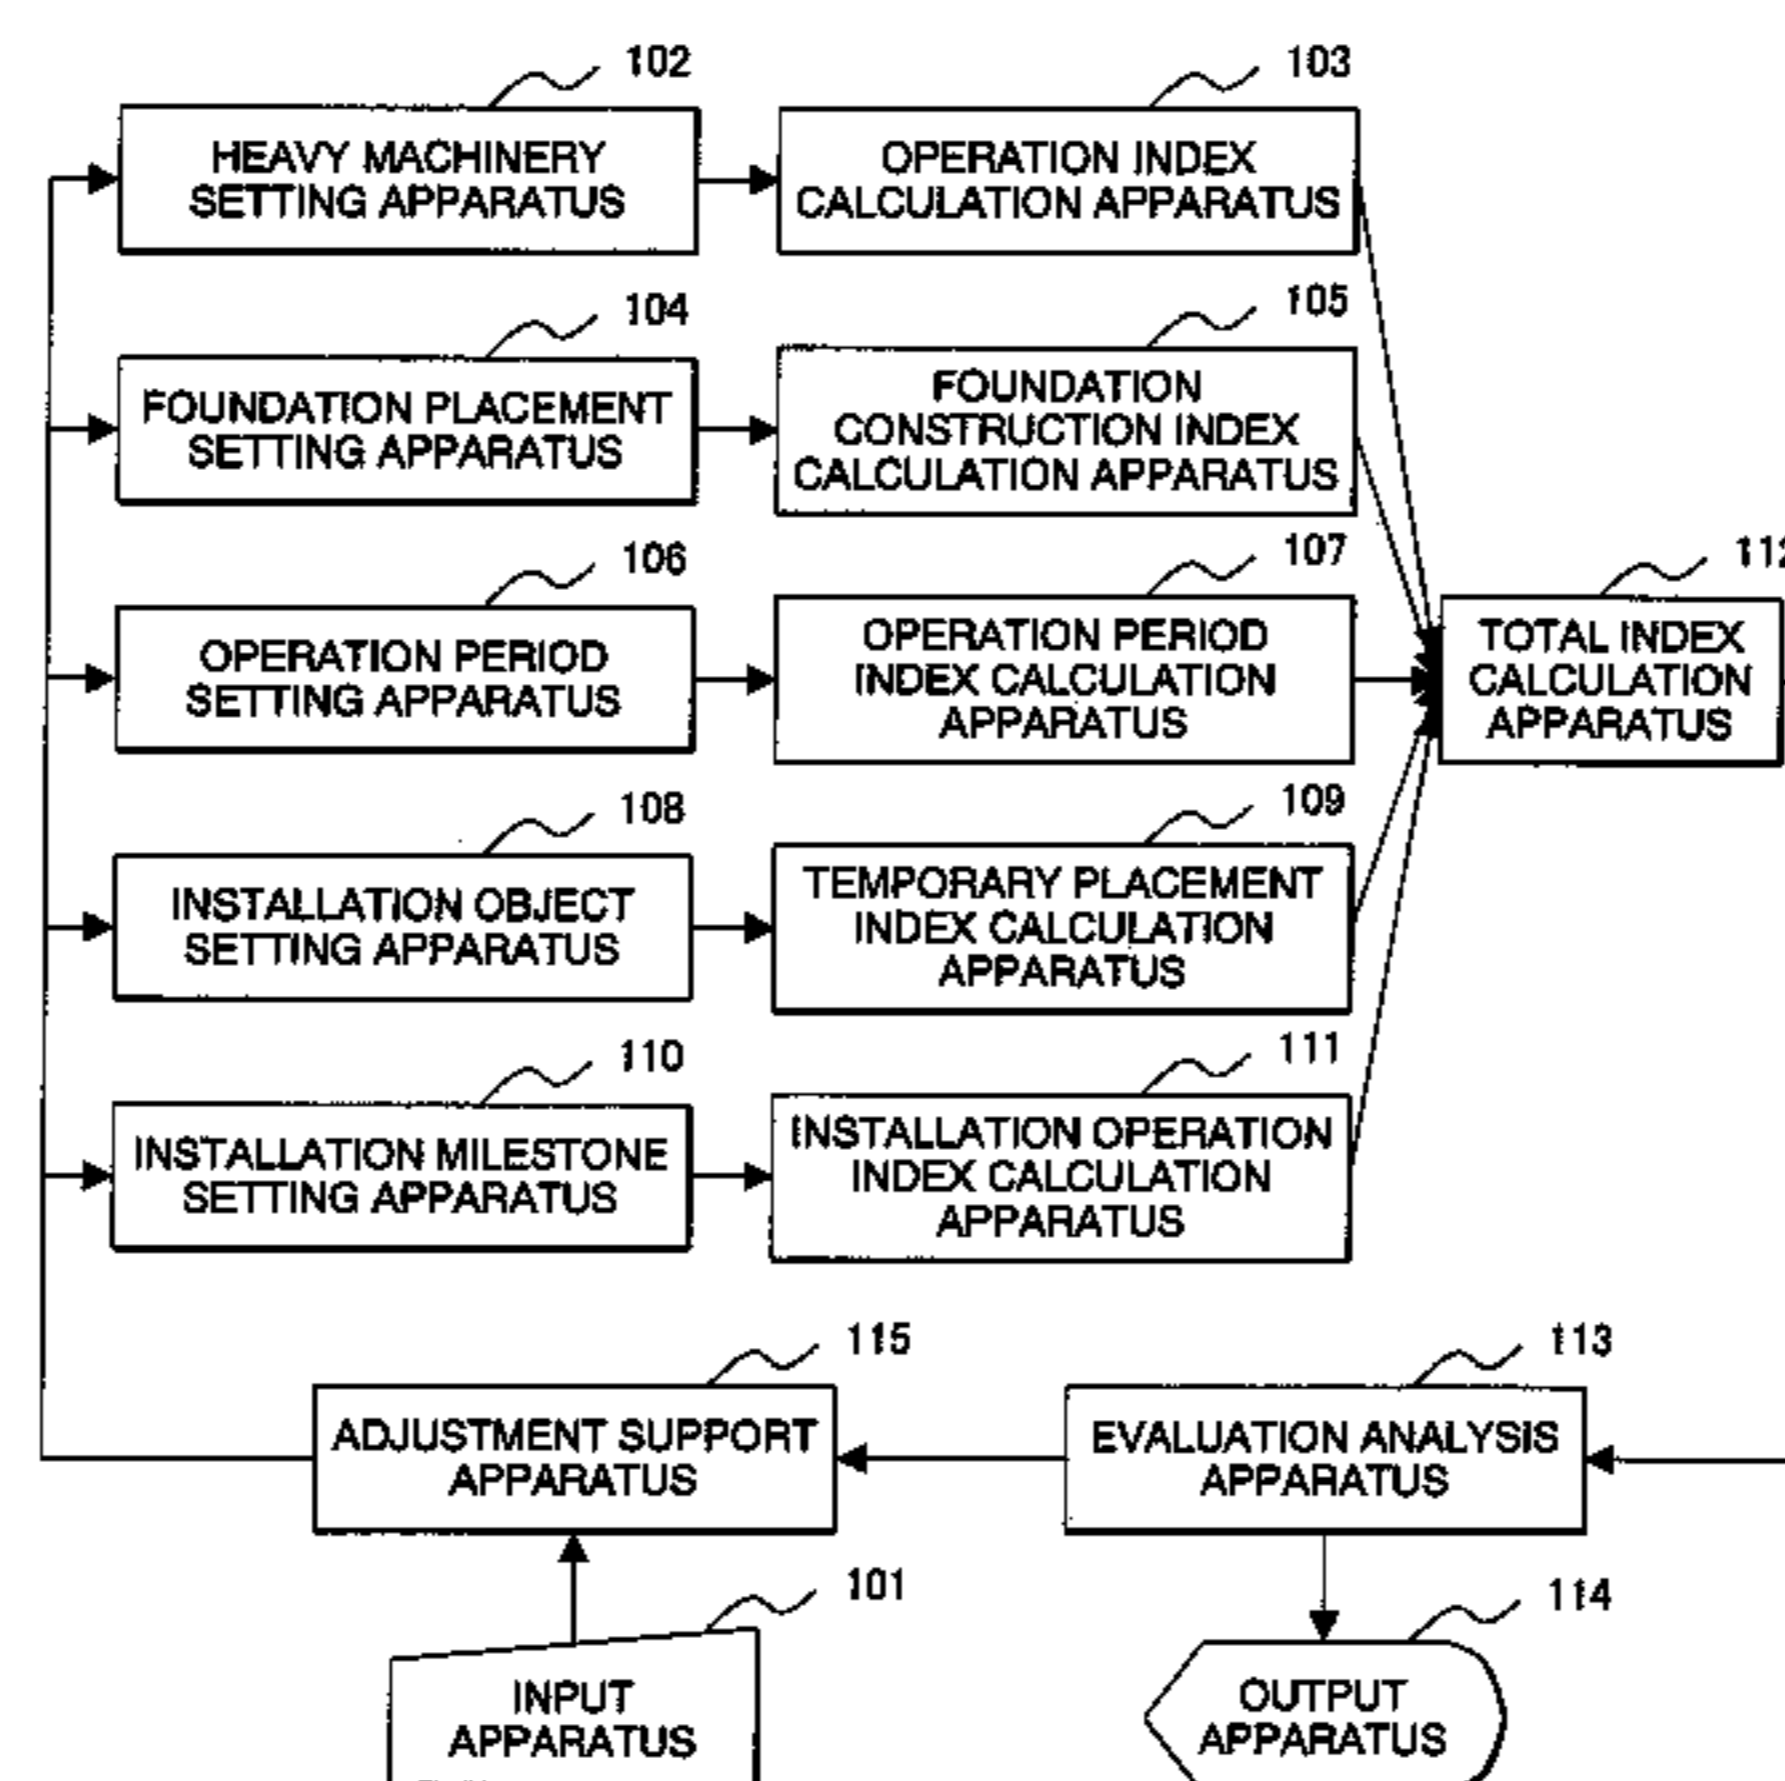 102
HEAVY MACHINERY
SETTING APPARATUS
103
OPERATION INDEX
CALCULATION APPARATUS
104
FOUNDATION PLACEMENT
SETTING APPARATUS
105
FOUNDATION
CONSTRUCTION INDEX
CALCULATION APPARATUS
106
OPERATION PERIOD
SETTING APPARATUS
107
OPERATION PERIOD
INDEX CALCULATION
APPARATUS
112
TOTAL INDEX
CALCULATION
APPARATUS
108
INSTALLATION OBJECT
SETTING APPARATUS
109
TEMPORARY PLACEMENT
INDEX CALCULATION
APPARATUS
110
INSTALLATION MILESTONE
SETTING APPARATUS
111
INSTALLATION OPERATION
INDEX CALCULATION
APPARATUS
115
ADJUSTMENT SUPPORT
APPARATUS
113
EVALUATION ANALYSIS
APPARATUS
101
INPUT
APPARATUS
114
OUTPUT
APPARATUS